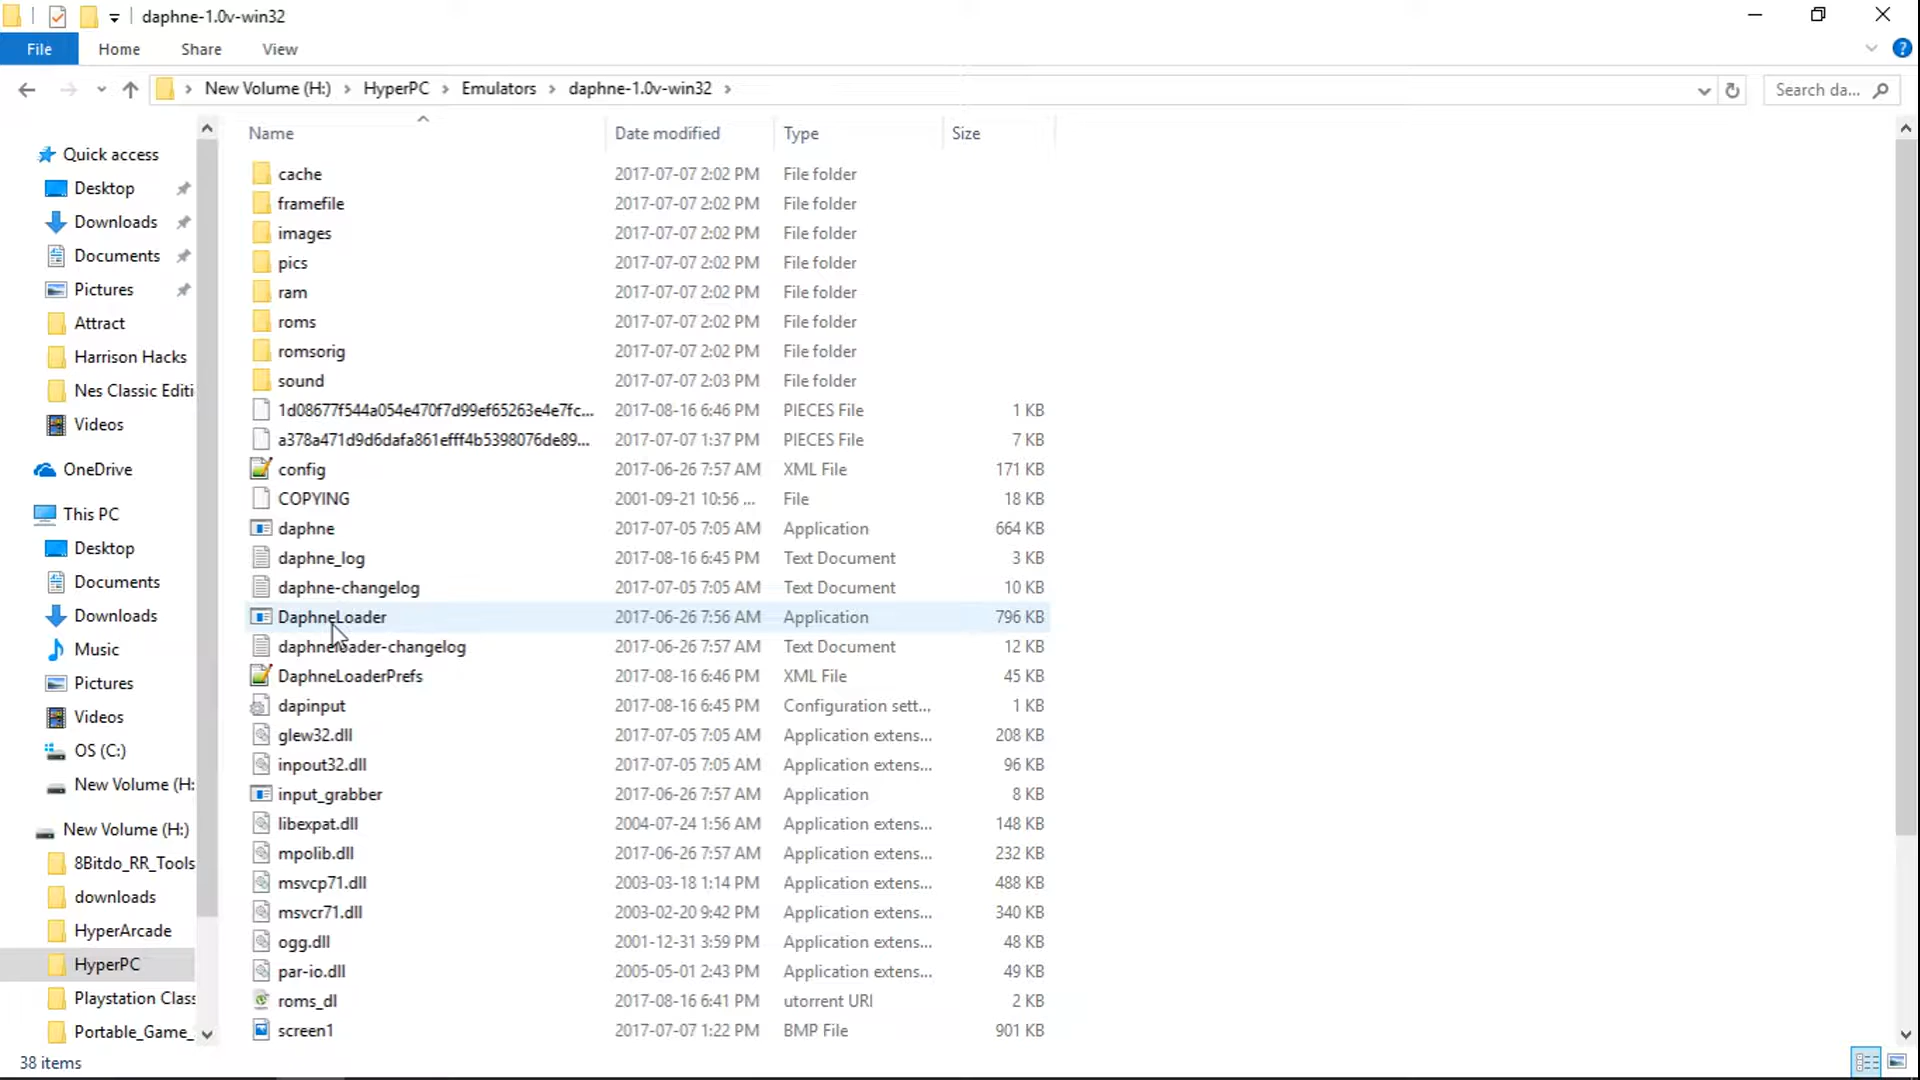 daphne-1.0v-win32
File Home Share View
New Volume (H:) HyperPC Emulators daphne-1.0v-win32
Search da...
Name Date modified Type Size
Quick access
Desktop
Downloads
Documents
Pictures
Attract
Harrison Hacks
Nes Classic Editi
Videos
OneDrive
This PC
Desktop
Documents
Downloads
Music
Pictures
Videos
OS (C:)
New Volume (H:
New Volume (H:)
8Bitdo_RR_Tools
downloads
HyperArcade
HyperPC
Playstation Class
Portable_Game_
cache 2017-07-07 2:02 PM File folder
framefile 2017-07-07 2:02 PM File folder
images 2017-07-07 2:02 PM File folder
pics 2017-07-07 2:02 PM File folder
ram 2017-07-07 2:02 PM File folder
roms 2017-07-07 2:02 PM File folder
romsorig 2017-07-07 2:02 PM File folder
sound 2017-07-07 2:03 PM File folder
1d08677f544a054e470f7d99ef65263e4e7fc... 2017-08-16 6:46 PM PIECES File 1 KB
a378a471d9d6dafa861efff4b5398076de89... 2017-07-07 1:37 PM PIECES File 7 KB
config 2017-06-26 7:57 AM XML File 171 KB
COPYING 2001-09-21 10:56 ... File 18 KB
daphne 2017-07-05 7:05 AM Application 664 KB
daphne_log 2017-08-16 6:45 PM Text Document 3 KB
daphne-changelog 2017-07-05 7:05 AM Text Document 10 KB
DaphneLoader 2017-06-26 7:56 AM Application 796 KB
daphneloader-changelog 2017-06-26 7:57 AM Text Document 12 KB
DaphneLoaderPrefs 2017-08-16 6:46 PM XML File 45 KB
dapinput 2017-08-16 6:45 PM Configuration sett... 1 KB
glew32.dll 2017-07-05 7:05 AM Application extens... 208 KB
inpout32.dll 2017-07-05 7:05 AM Application extens... 96 KB
input_grabber 2017-06-26 7:57 AM Application 8 KB
libexpat.dll 2004-07-24 1:56 AM Application extens... 148 KB
mpolib.dll 2017-06-26 7:57 AM Application extens... 232 KB
msvcp71.dll 2003-03-18 1:14 PM Application extens... 488 KB
msvcr71.dll 2003-02-20 9:42 PM Application extens... 340 KB
ogg.dll 2001-12-31 3:59 PM Application extens... 48 KB
par-io.dll 2005-05-01 2:43 PM Application extens... 49 KB
roms_dl 2017-08-16 6:41 PM utorrent URI 2 KB
screen1 2017-07-07 1:22 PM BMP File 901 KB
38 items